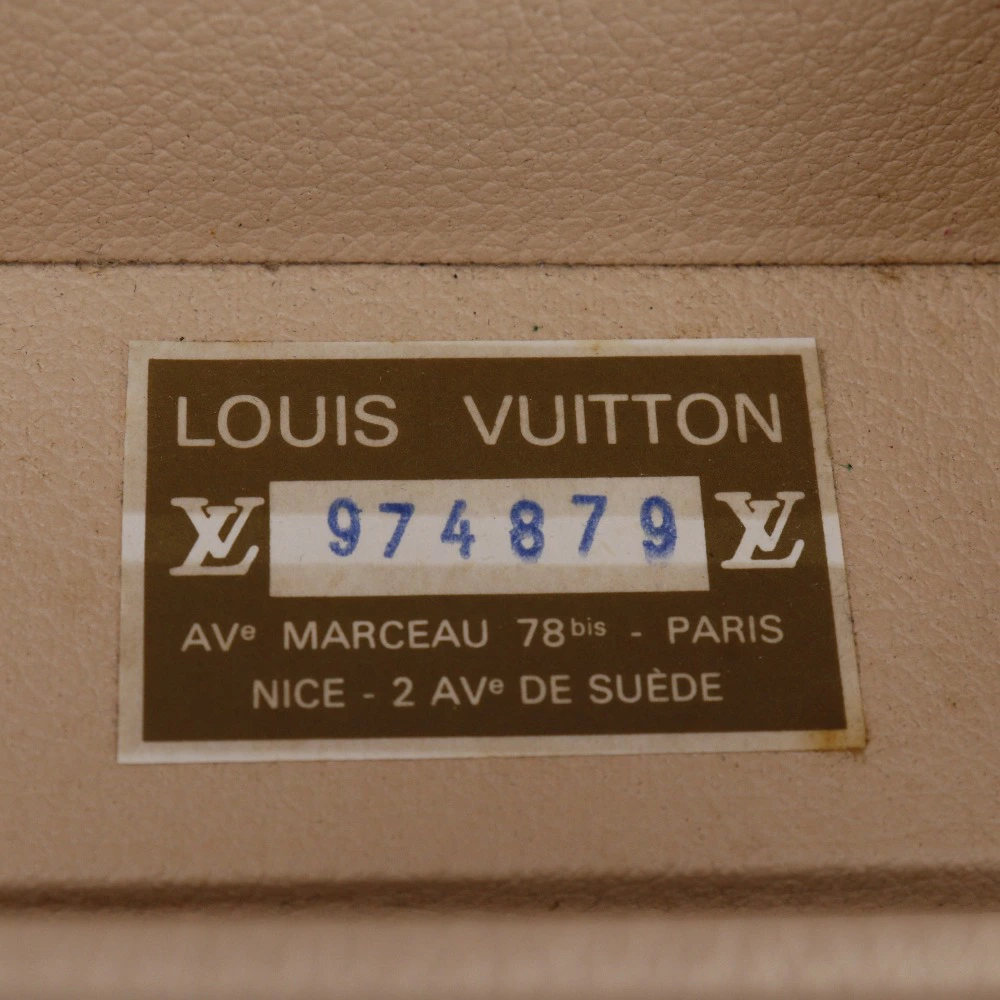 LOUIS VUITTON
LV 974879 LV
AVe MARCEAU 78bis - PARIS
NICE - 2 AVe DE SUÈDE